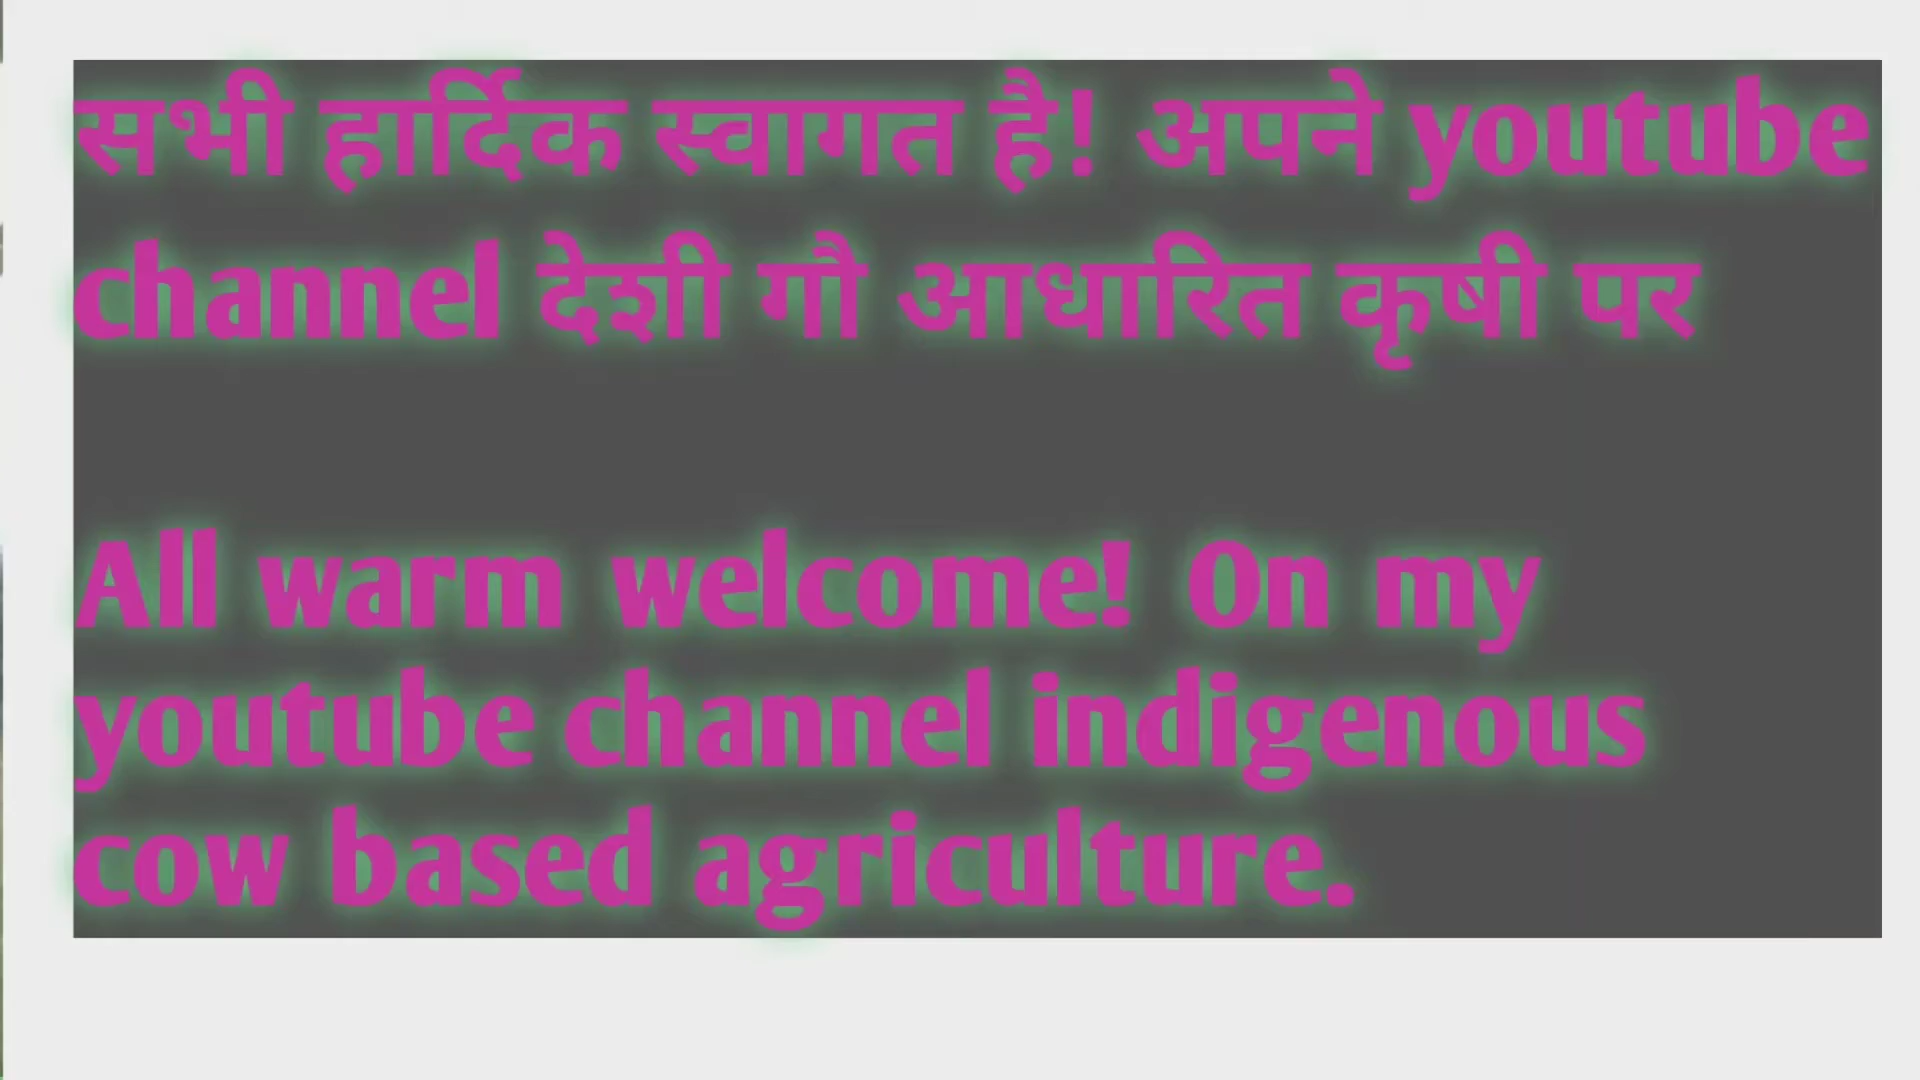 सभी हार्दिक स्वागत है! अपने youtube
channel देशी गौ आधारित कृषी पर
All warm welcome! On my
youtube channel indigenous
cow based agriculture.